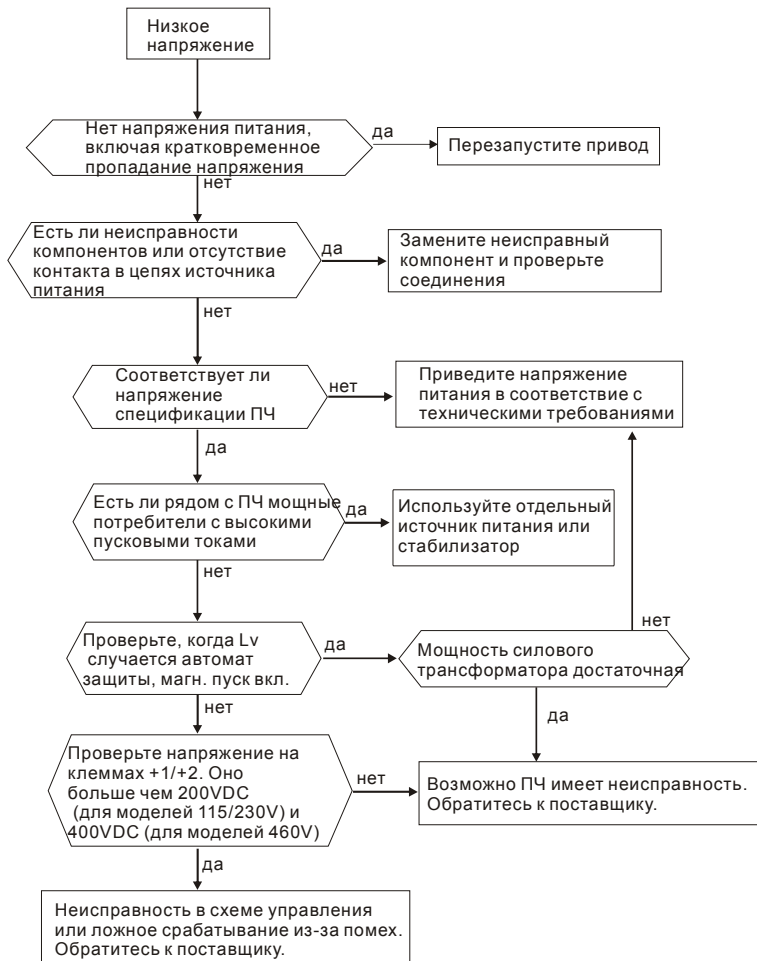 Низкое
напряжение
Нет напряжения питания,
включая кратковременное
пропадание напряжения
да
Перезапустите привод
нет
Есть ли неисправности
компонентов или отсутствие
контакта в цепях источника
питания
да
Замените неисправный
компонент и проверьте
соединения
нет
Соответствует ли
напряжение
спецификации ПЧ
нет
Приведите напряжение
питания в соответствие с
техническими требованиями
да
Есть ли рядом с ПЧ мощные
потребители с высокими
пусковыми токами
да
Используйте отдельный
источник питания или
стабилизатор
нет
нет
Проверьте, когда Lv
случается автомат
защиты, магн. пуск вкл.
да
Мощность силового
трансформатора достаточная
нет
да
Проверьте напряжение на
клеммах +1/+2. Оно
больше чем 200VDC
(для моделей 115/230V) и
400VDC (для моделей 460V)
нет
Возможно ПЧ имеет неисправность.
Обратитесь к поставщику.
да
Неисправность в схеме управления
или ложное срабатывание из-за помех.
Обратитесь к поставщику.